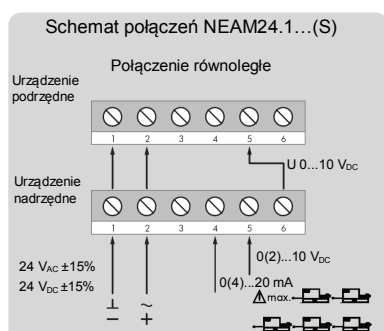 Schemat połączeń NEAM24.1…(S)
Połączenie równoległe
Urządzenie
podrzędne
1 2 3 4 5 6
U 0...10 VDC
Urządzenie
nadrzędne
1 2 3 4 5 6
0(2)...10 VDC
24 VAC ±15%
0(4)...20 mA
24 VDC ±15%
max.
⊥ ~
− +